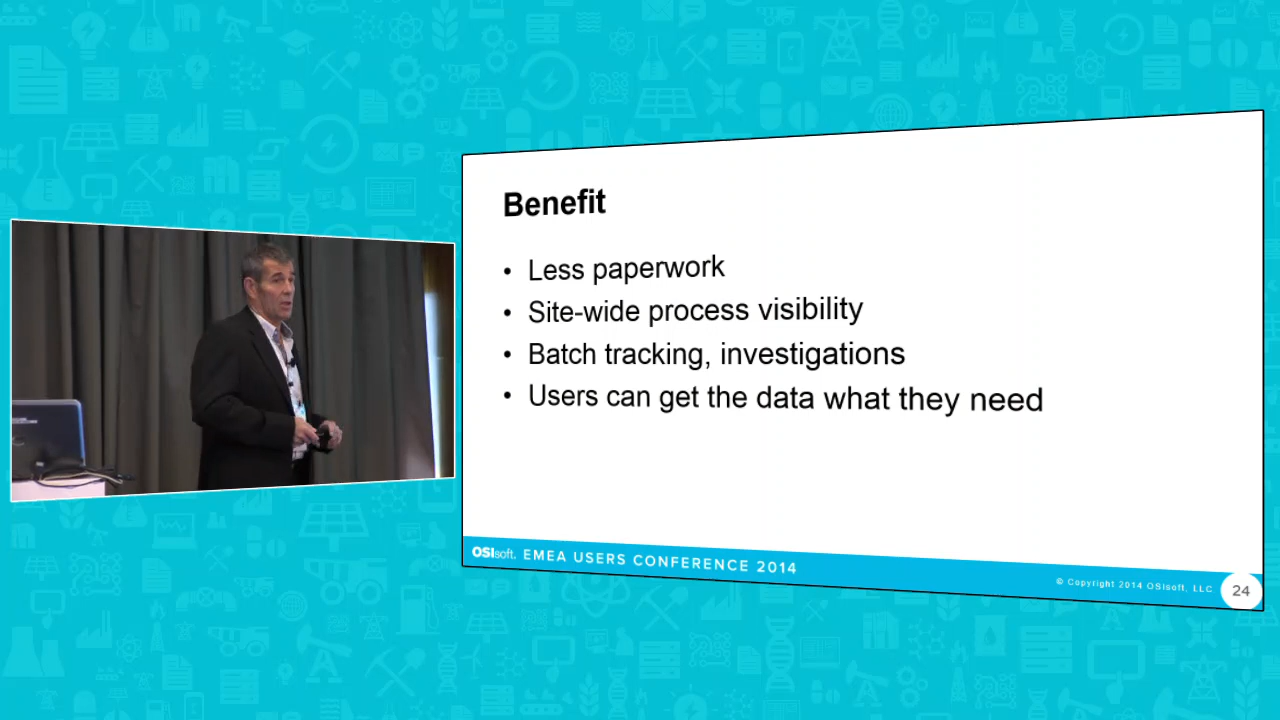 Benefit
• Less paperwork
• Site-wide process visibility
• Batch tracking, investigations
• Users can get the data what they need
OSIsoft. EMEA USERS CONFERENCE 2014
© Copyright 2014 OSIsoft, LLC
24